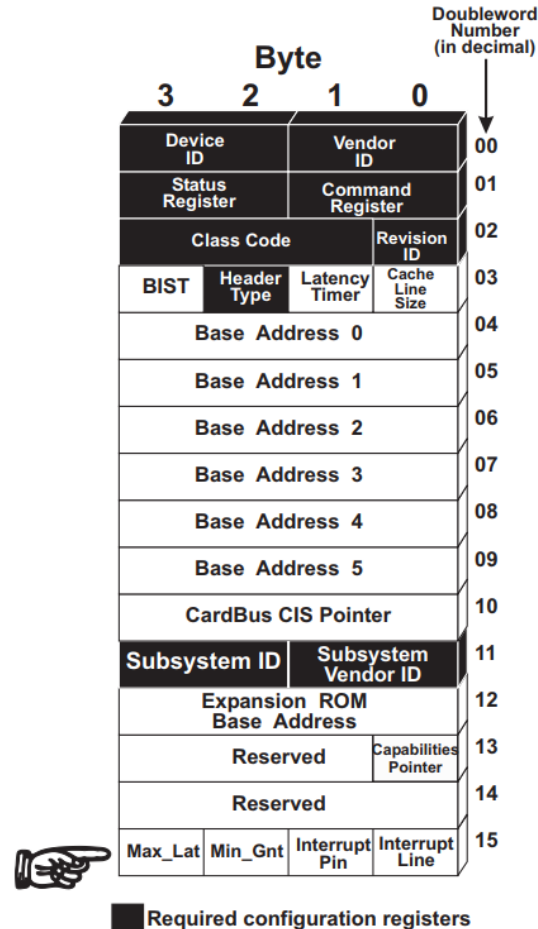 Doubleword
Number
(in decimal)
Byte
3 2 1 0
Device
ID
Vendor
ID
00
Status
Register
Command
Register
01
Class Code
Revision
ID
02
BIST
Header
Type
Latency
Timer
Cache
Line
Size
03
Base Address 0
04
Base Address 1
05
Base Address 2
06
Base Address 3
07
Base Address 4
08
Base Address 5
09
CardBus CIS Pointer
10
Subsystem ID
Subsystem
Vendor ID
11
Expansion ROM
Base Address
12
Reserved
Capabilities
Pointer
13
Reserved
14
Max_Lat
Min_Gnt
Interrupt
Pin
Interrupt
Line
15
Required configuration registers